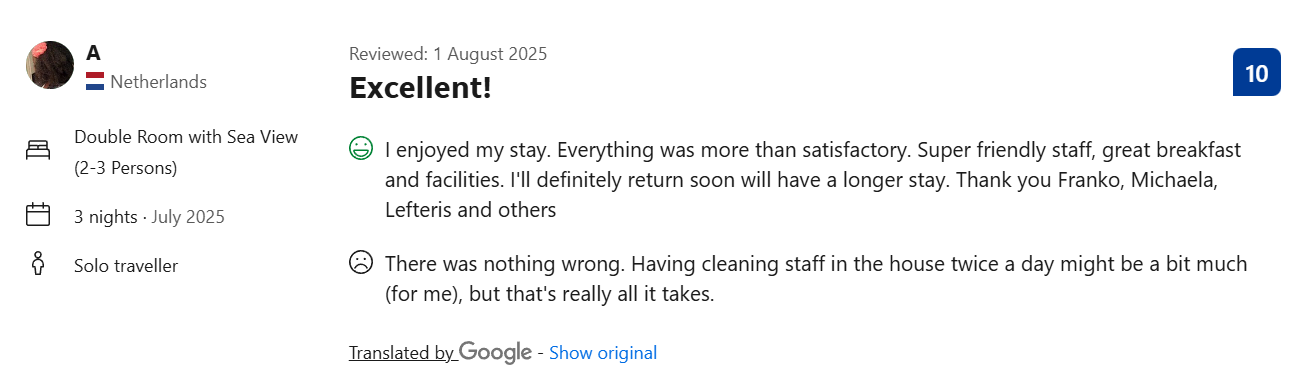 A
Netherlands
Double Room with Sea View
(2-3 Persons)
3 nights · July 2025
Solo traveller
Reviewed: 1 August 2025
Excellent!
10
I enjoyed my stay. Everything was more than satisfactory. Super friendly staff, great breakfast
and facilities. I'll definitely return soon will have a longer stay. Thank you Franko, Michaela,
Lefteris and others
There was nothing wrong. Having cleaning staff in the house twice a day might be a bit much
(for me), but that's really all it takes.
Translated by Google - Show original